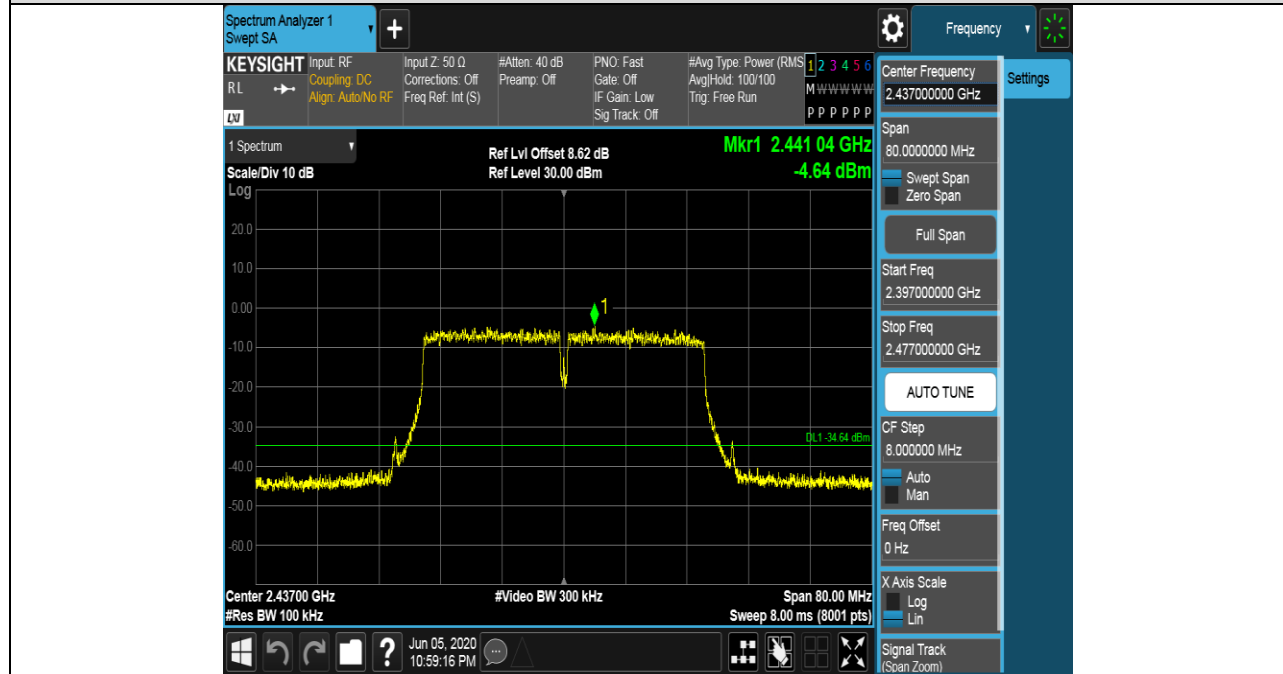 Spectrum Analyzer 1
Swept SA
+
Frequency
KEYSIGHT
RL
LXI
Input: RF
Coupling: DC
Align: Auto/No RF
Input Z: 50 Ω
Corrections: Off
Freq Ref: Int (S)
#Atten: 40 dB
Preamp: Off
PNO: Fast
Gate: Off
IF Gain: Low
Sig Track: Off
#Avg Type: Power (RMS
Avg|Hold: 100/100
Trig: Free Run
1 2 3 4 5 6
M W W W W W
P P P P P P
1 Spectrum
Scale/Div 10 dB
Log
Ref Lvl Offset 8.62 dB
Ref Level 30.00 dBm
Mkr1 2.441 04 GHz
-4.64 dBm
20.0
10.0
0.00
-10.0
-20.0
-30.0
-40.0
-50.0
-60.0
1
DL1 -34.64 dBm
Center 2.43700 GHz
#Res BW 100 kHz
#Video BW 300 kHz
Span 80.00 MHz
Sweep 8.00 ms (8001 pts)
Jun 05, 2020
10:59:16 PM
?
Center Frequency
2.437000000 GHz
Settings
Span
80.0000000 MHz
Swept Span
Zero Span
Full Span
Start Freq
2.397000000 GHz
Stop Freq
2.477000000 GHz
AUTO TUNE
CF Step
8.000000 MHz
Auto
Man
Freq Offset
0 Hz
X Axis Scale
Log
Lin
Signal Track
(Span Zoom)